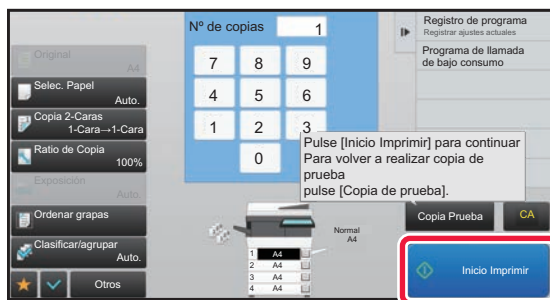 Nº de copias
1
Registro de programa
Registrar ajustes actuales
Programa de llamada
de bajo consumo
Original
A4
Selec. Papel
Auto.
Copia 2-Caras
1-Cara→1-Cara
Ratio de Copia
100%
Exposición
Auto.
Ordenar grapas
Clasificar/agrupar
Auto.
Otros
7
8
9
4
5
6
1
2
3
0
Pulse [Inicio Imprimir] para continuar
Para volver a realizar copia de
prueba
pulse [Copia de prueba].
Normal
A4
1 A4
2 A4
3 A4
4 A4
Copia Prueba
CA
Inicio Imprimir